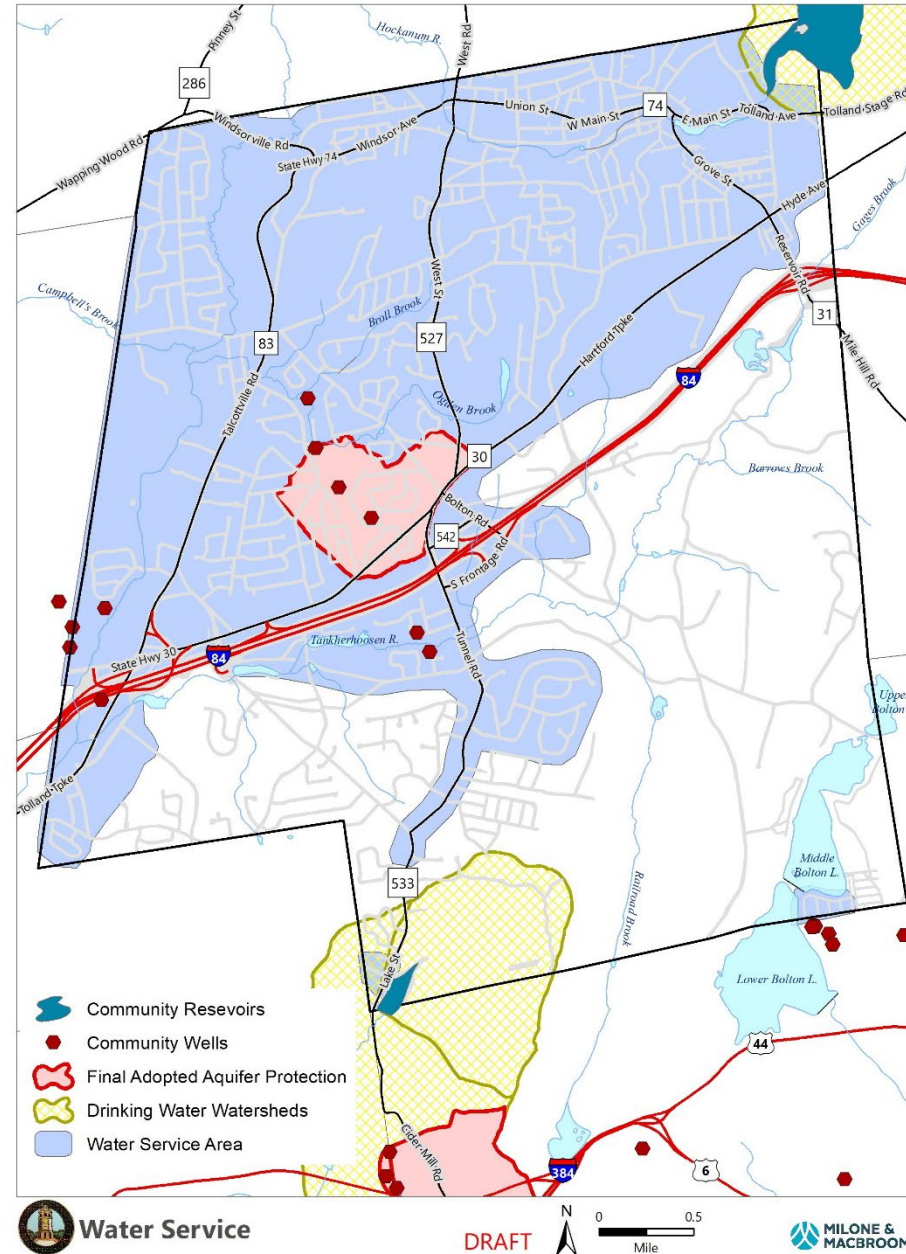 Pinney St
Hockanum R.
West Rd
286
Windsorville Rd
Wapping Wood Rd
State Hwy 74
Windsor Ave
Union St
W Main St
74
E Main St
Tolland Ave
Tolland Stage Rd
Grove St
Hyde Ave
Gages Brook
Reservoir Rd
Campbell's Brook
Broll Brook
West St
83
527
Hartford Tpke
31
Mile Hill Rd
Talcottville Rd
84
Ogden Brook
30
Barrows Brook
Bolton Rd
542
S Frontage Rd
Tankherhoosen R.
Tunnel Rd
State Hwy 30
84
Tolland Tpke
Middle
Bolton L.
533
Railroad Brook
Lake St
Lower Bolton L.
Community Resevoirs
Community Wells
Final Adopted Aquifer Protection
Drinking Water Watersheds
Water Service Area
44
Cider Mill Rd
384
6
Water Service
DRAFT
N
0 0.5
Mile
MILONE &
MACBROOM